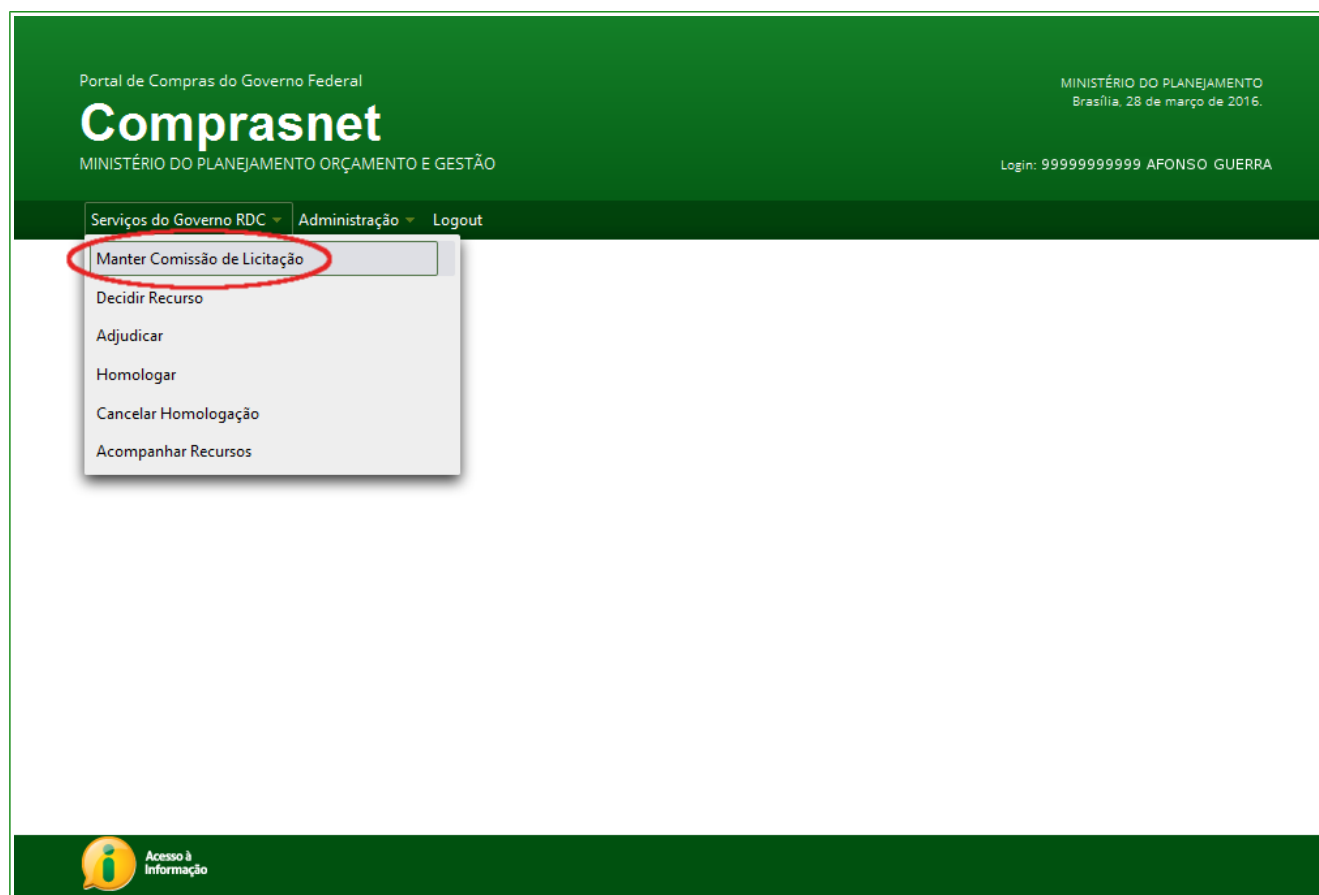 Portal de Compras do Governo Federal
Comprasnet
MINISTÉRIO DO PLANEJAMENTO ORÇAMENTO E GESTÃO
MINISTÉRIO DO PLANEJAMENTO
Brasília, 28 de março de 2016.
Login: 99999999999 AFONSO GUERRA
Serviços do Governo RDC Administração Logout
Manter Comissão de Licitação
Decidir Recurso
Adjudicar
Homologar
Cancelar Homologação
Acompanhar Recursos
Acesso à
Informação